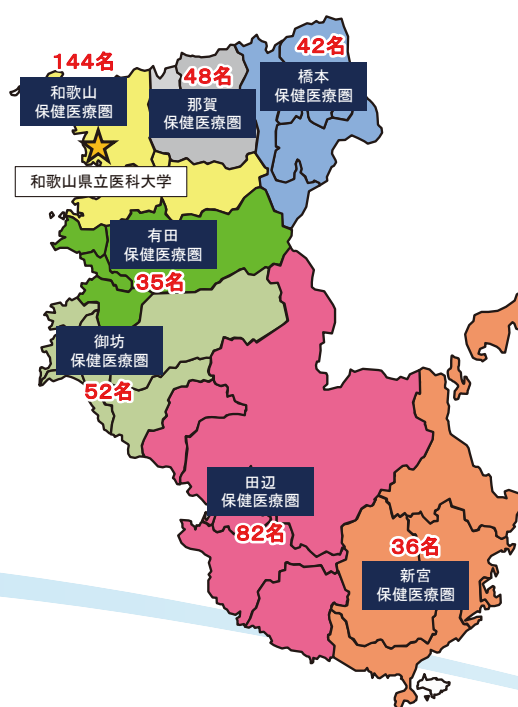 144名
和歌山
保健医療圏
和歌山県立医科大学
48名
那賀
保健医療圏
42名
橋本
保健医療圏
有田
保健医療圏
35名
御坊
保健医療圏
52名
田辺
保健医療圏
82名
36名
新宮
保健医療圏